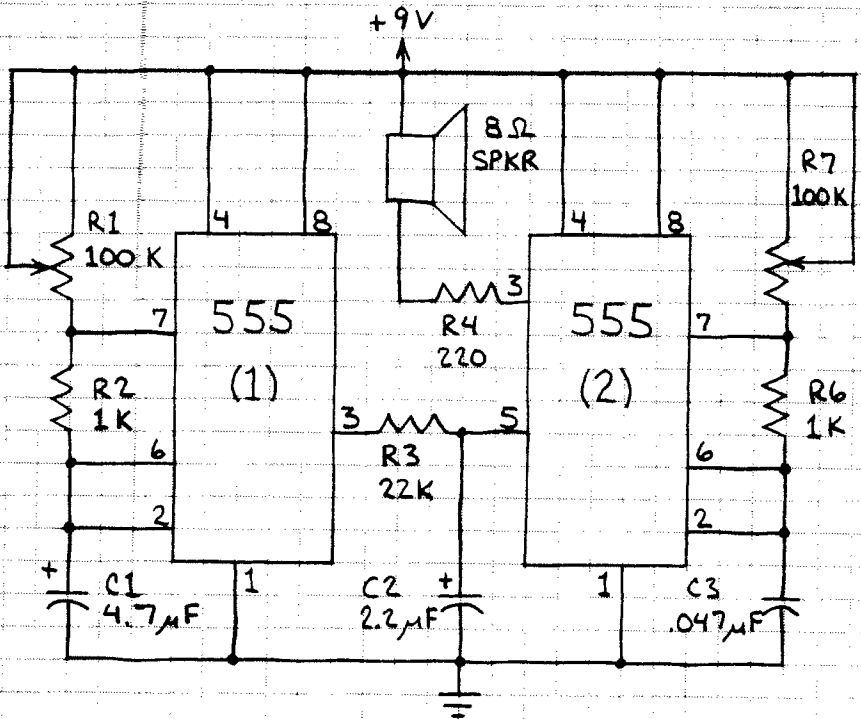 +9V
8Ω
SPKR
R7
100K
4
8
4
8
R1
100 K
3
555
(1)
R4
220
555
(2)
7
7
R2
1K
R6
1K
3
R3
22K
5
6
6
2
2
+
C1
4.7μF
1
C2
2.2μF
+
1
C3
.047μF